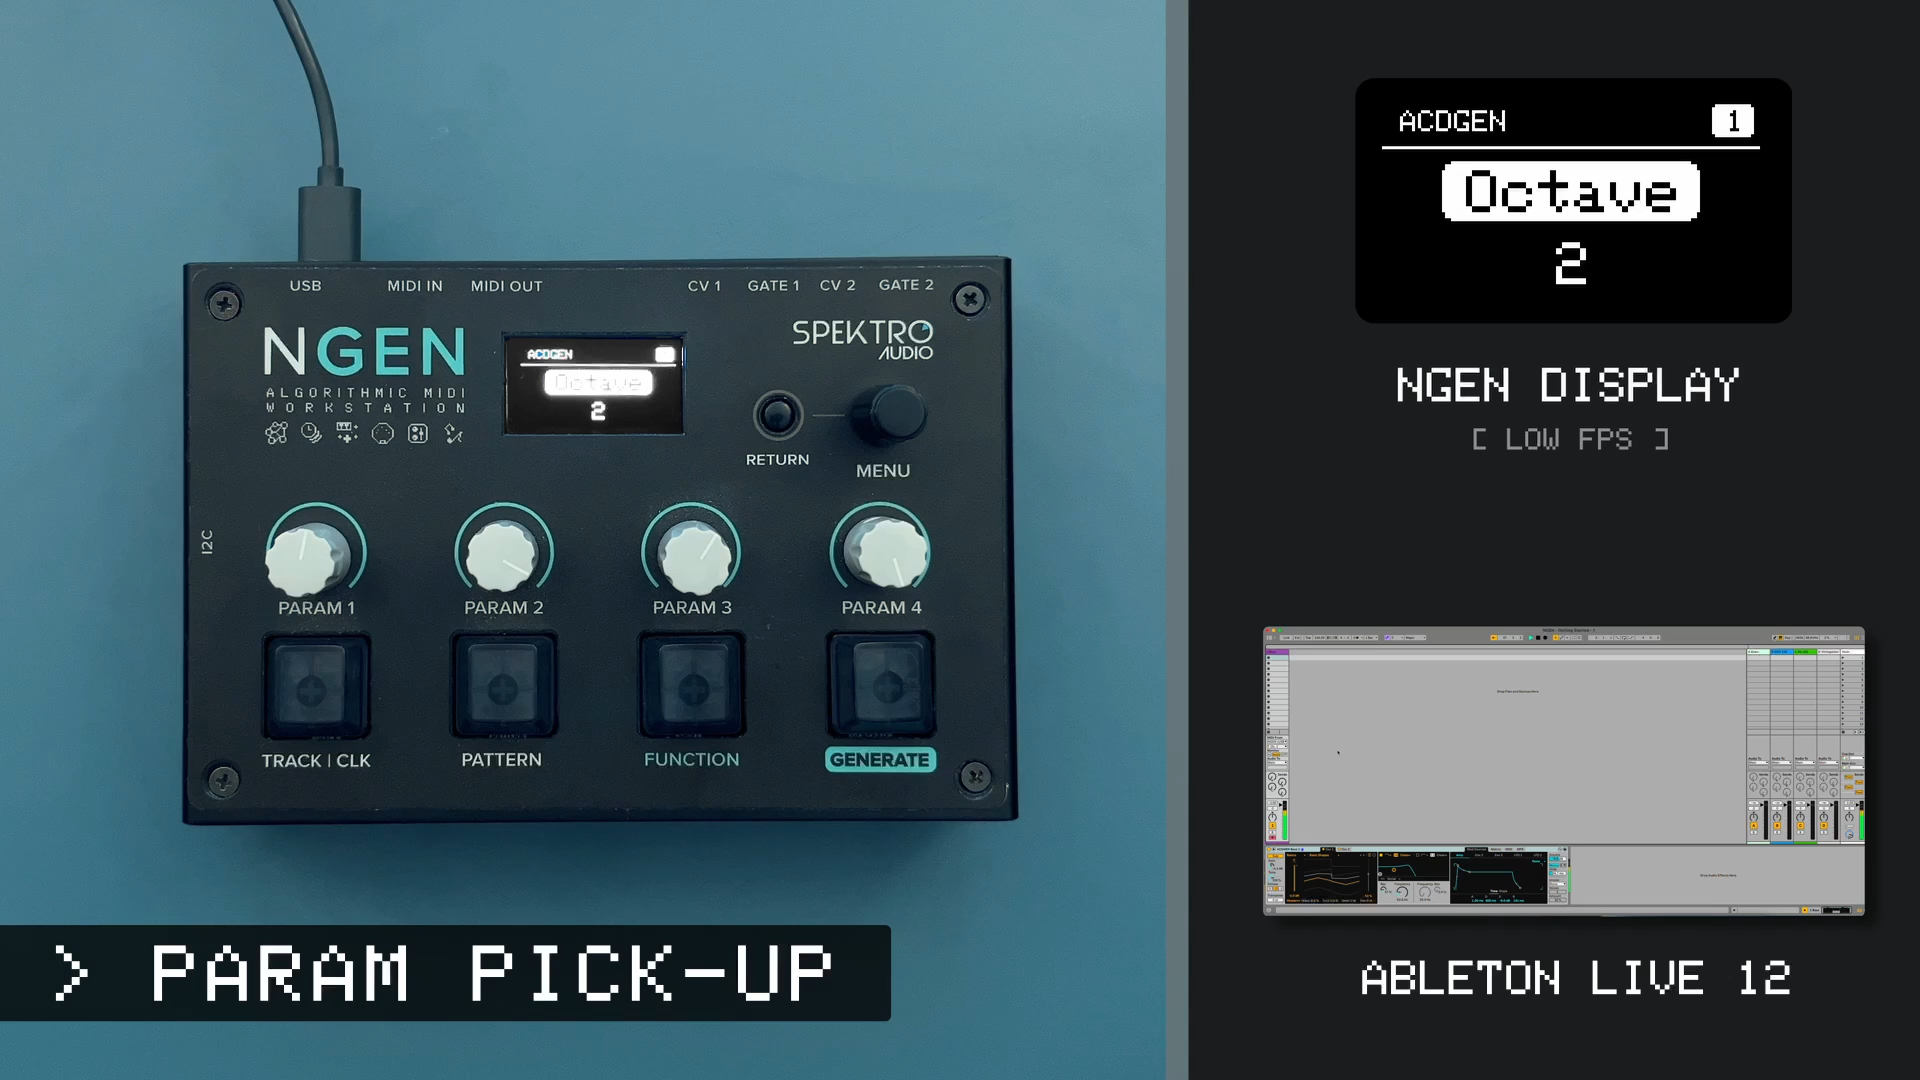 USB
MIDI IN
MIDI OUT
CV 1
GATE 1
CV 2
GATE 2
NGEN
ALGORITHMIC MIDI
WORKSTATION
ACDGEN
1
Octave
2
SPEKTRO
AUDIO
RETURN
MENU
I2C
PARAM 1
PARAM 2
PARAM 3
PARAM 4
TRACK | CLK
PATTERN
FUNCTION
GENERATE
> PARAM PICK-UP
ACDGEN
1
Octave
2
NGEN DISPLAY
[ LOW FPS ]
ABLETON LIVE 12